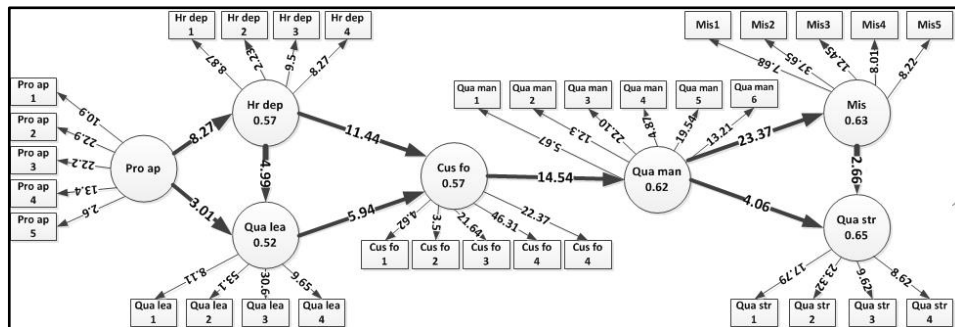 Hr dep
1
Hr dep
2
Hr dep
3
Hr dep
4
8.87
2.23
9.5
8.27
Mis1
Mis2
Mis3
Mis4
Mis5
7.68
37.65
12.45
8.01
8.22
Pro ap
1
Pro ap
2
Pro ap
3
Pro ap
4
Pro ap
5
10.9
22.9
22.2
13.4
2.6
Pro ap
8.27
3.01
Hr dep
0.57
4.99
Qua lea
0.52
11.44
5.94
Cus fo
0.57
14.54
Qua man
1
Qua man
2
Qua man
3
Qua man
4
Qua man
5
Qua man
6
5.67
12.3
22.10
4.87
19.54
13.21
Qua man
0.62
23.37
4.06
Mis
0.63
2.66
Qua str
0.65
4.62
3.5
21.64
46.31
22.37
Cus fo
1
Cus fo
2
Cus fo
3
Cus fo
4
Cus fo
4
8.11
53.1
30.6
9.65
Qua lea
1
Qua lea
2
Qua lea
3
Qua lea
4
17.79
23.32
9.62
8.62
Qua str
1
Qua str
2
Qua str
3
Qua str
4